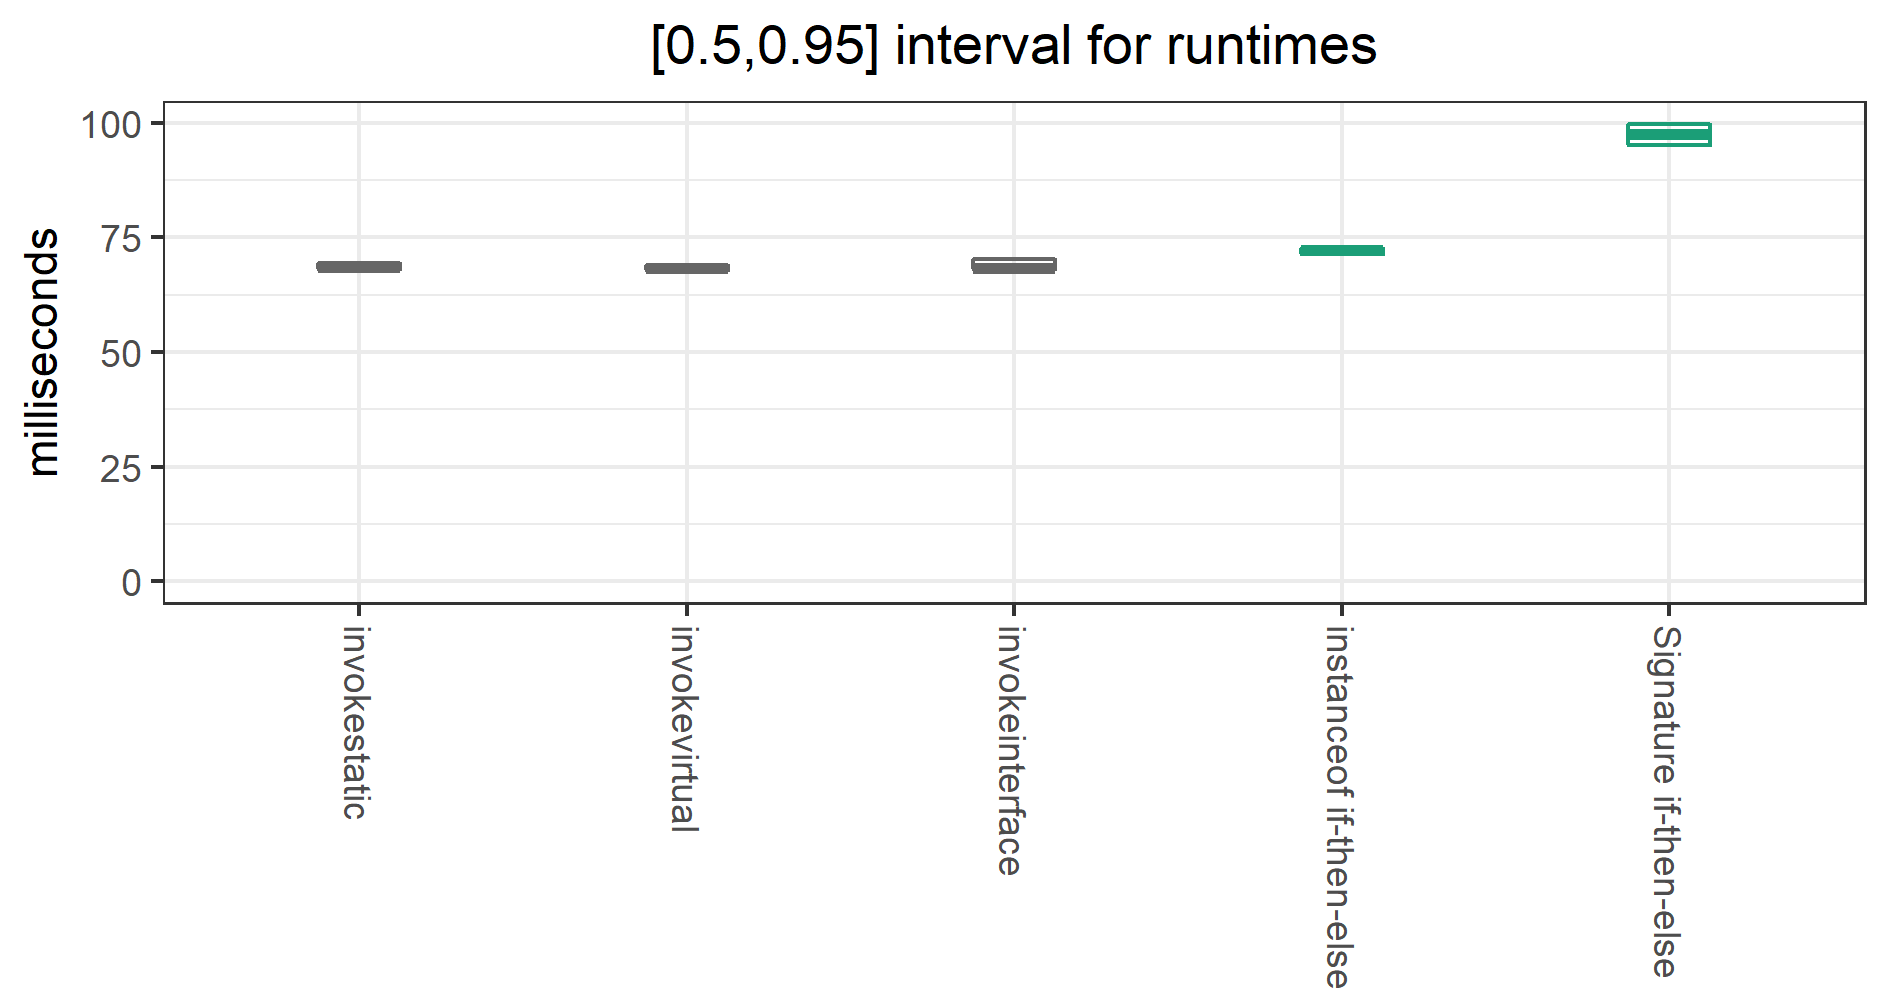 [0.5,0.95] interval for runtimes
milliseconds
100
75
50
25
0
invokestatic
invokevirtual
invokeinterface
instanceof if-then-else
Signature if-then-else